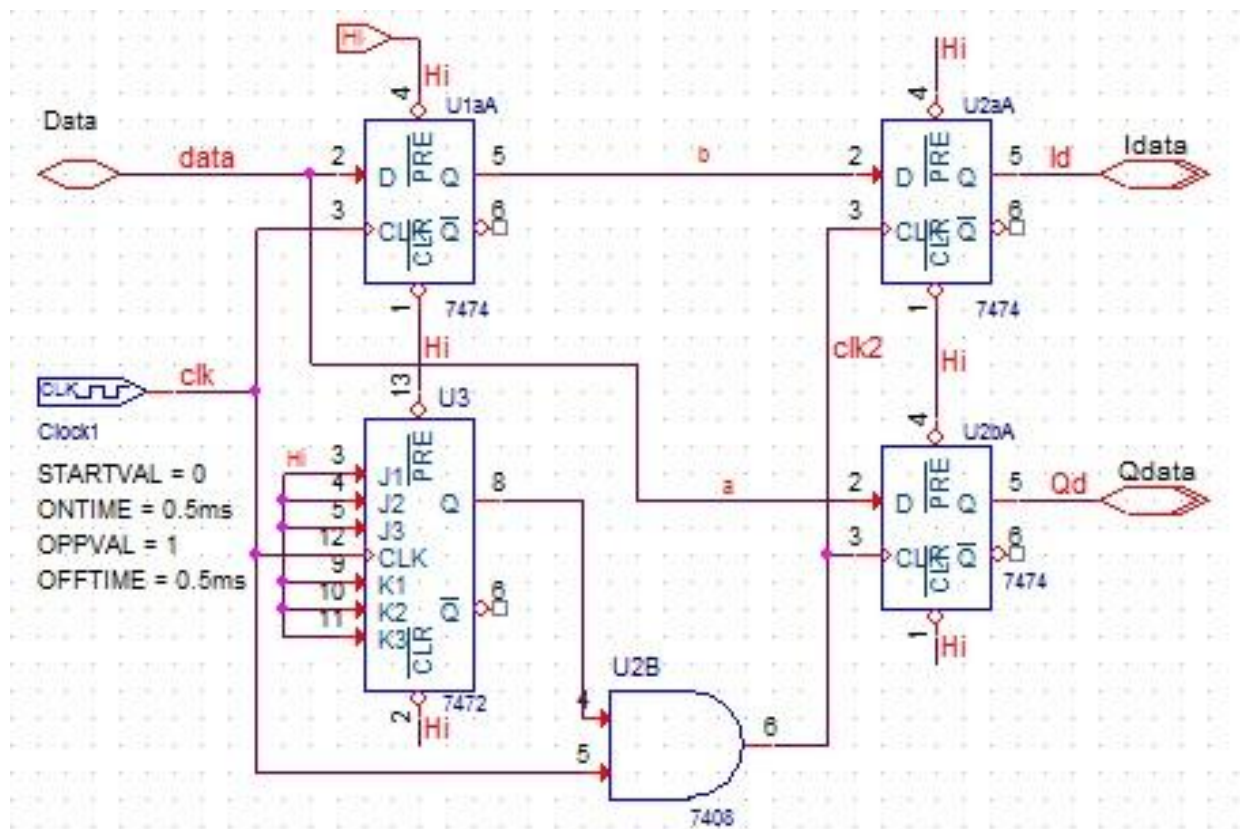 Hi
Hi
Hi
4
U1aA
4
U2aA
Data
data
2
D
PRE
Q
5
b
2
D
PRE
Q
5
Id
Idata
3
CLK
Q
6
3
CLK
Q
6
CLR
CLR
1
7474
1
7474
Hi
clk2
Hi
CLK
clk
13
U3
4
U2bA
Clock1
STARTVAL = 0
ONTIME = 0.5ms
OPPVAL = 1
OFFTIME = 0.5ms
Hi
3
J1
PRE
4
J2
Q
8
5
J3
12
CLK
9
K1
10
K2
Q
6
11
K3
CLR
2
7472
Hi
a
2
D
PRE
Q
5
Qd
Qdata
3
CLK
Q
6
CLR
7474
1
Hi
U2B
4
5
6
7408